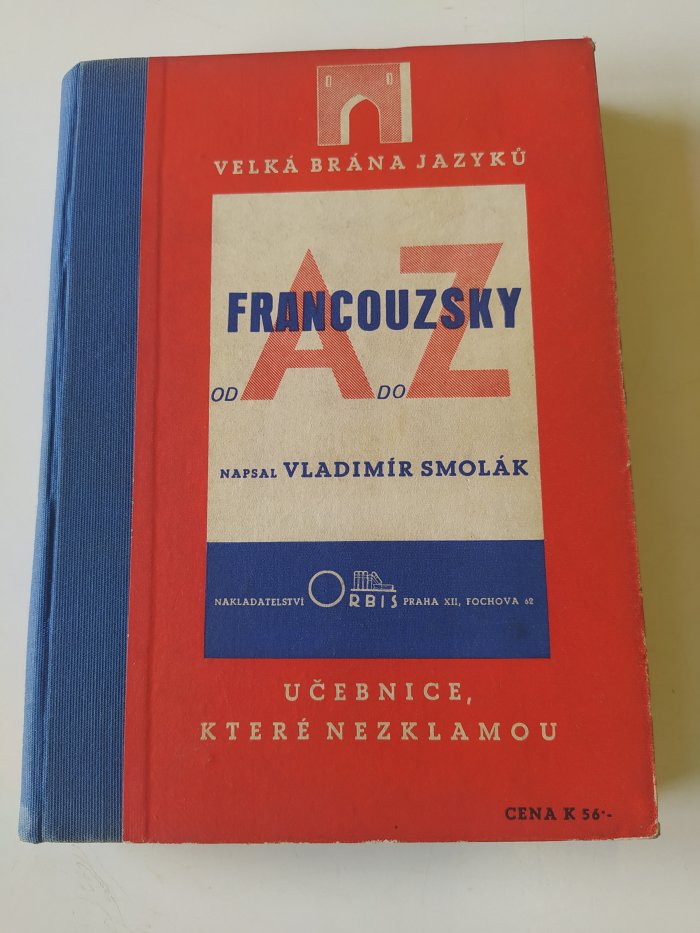 VELKÁ BRÁNA JAZYKŮ
A Z
FRANCOUZSKY
OD DO
NAPSAL VLADIMÍR SMOLÁK
NAKLADATELSTVÍ ORBIS PRAHA XII, FOCHOVA 62
UČEBNICE,
KTERÉ NEZKLAMOU
CENA K 56·-